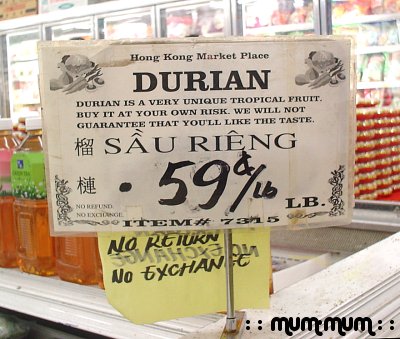 Hong Kong Market Place
DURIAN
DURIAN IS A VERY UNIQUE TROPICAL FRUIT.
BUY IT AT YOUR OWN RISK. WE WILL NOT
GUARANTEE THAT YOU'LL LIKE THE TASTE.
榴槤
SẦU RIÊNG
.59¢/lb
LB.
NO REFUND.
NO EXCHANGE.
ITEM# 7315
NO RETURN
NO EXCHANGE
:: mum·mum ::